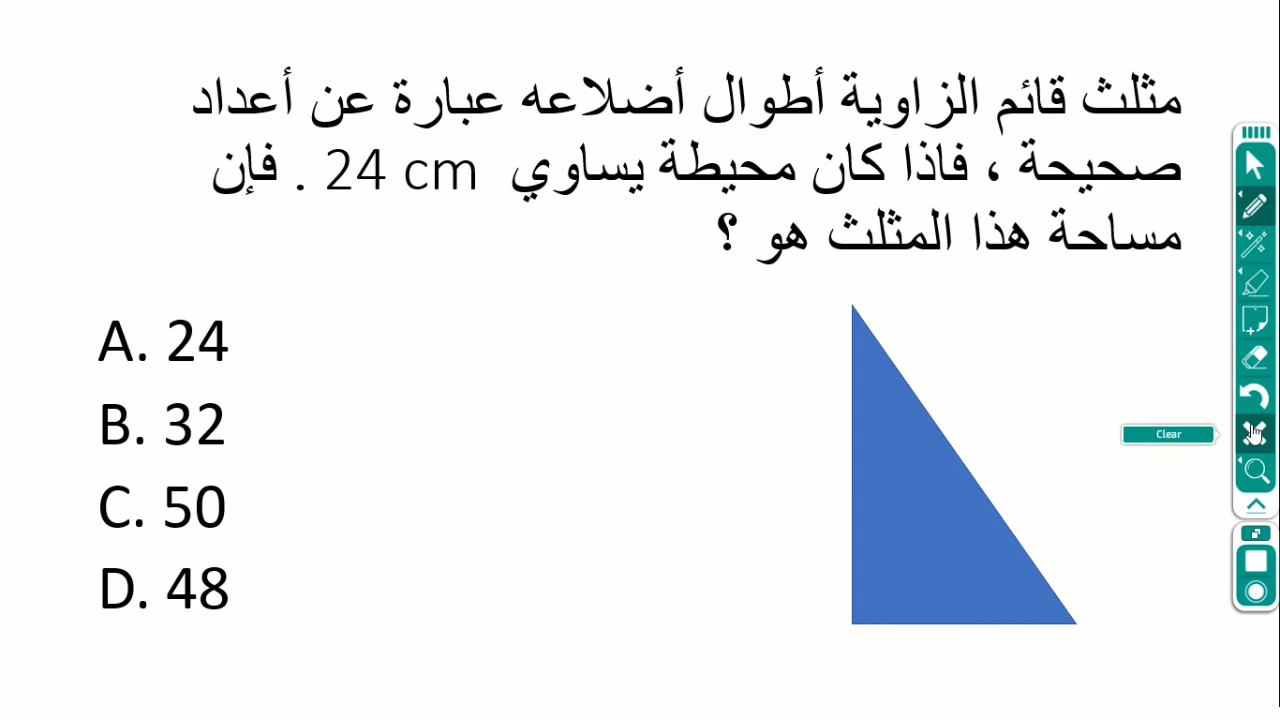 مثلث قائم الزاوية أطوال أضلاعه عبارة عن أعداد
صحيحة ، فاذا كان محيطة يساوي 24 cm . فإن
مساحة هذا المثلث هو ؟
A. 24
B. 32
C. 50
D. 48
Clear